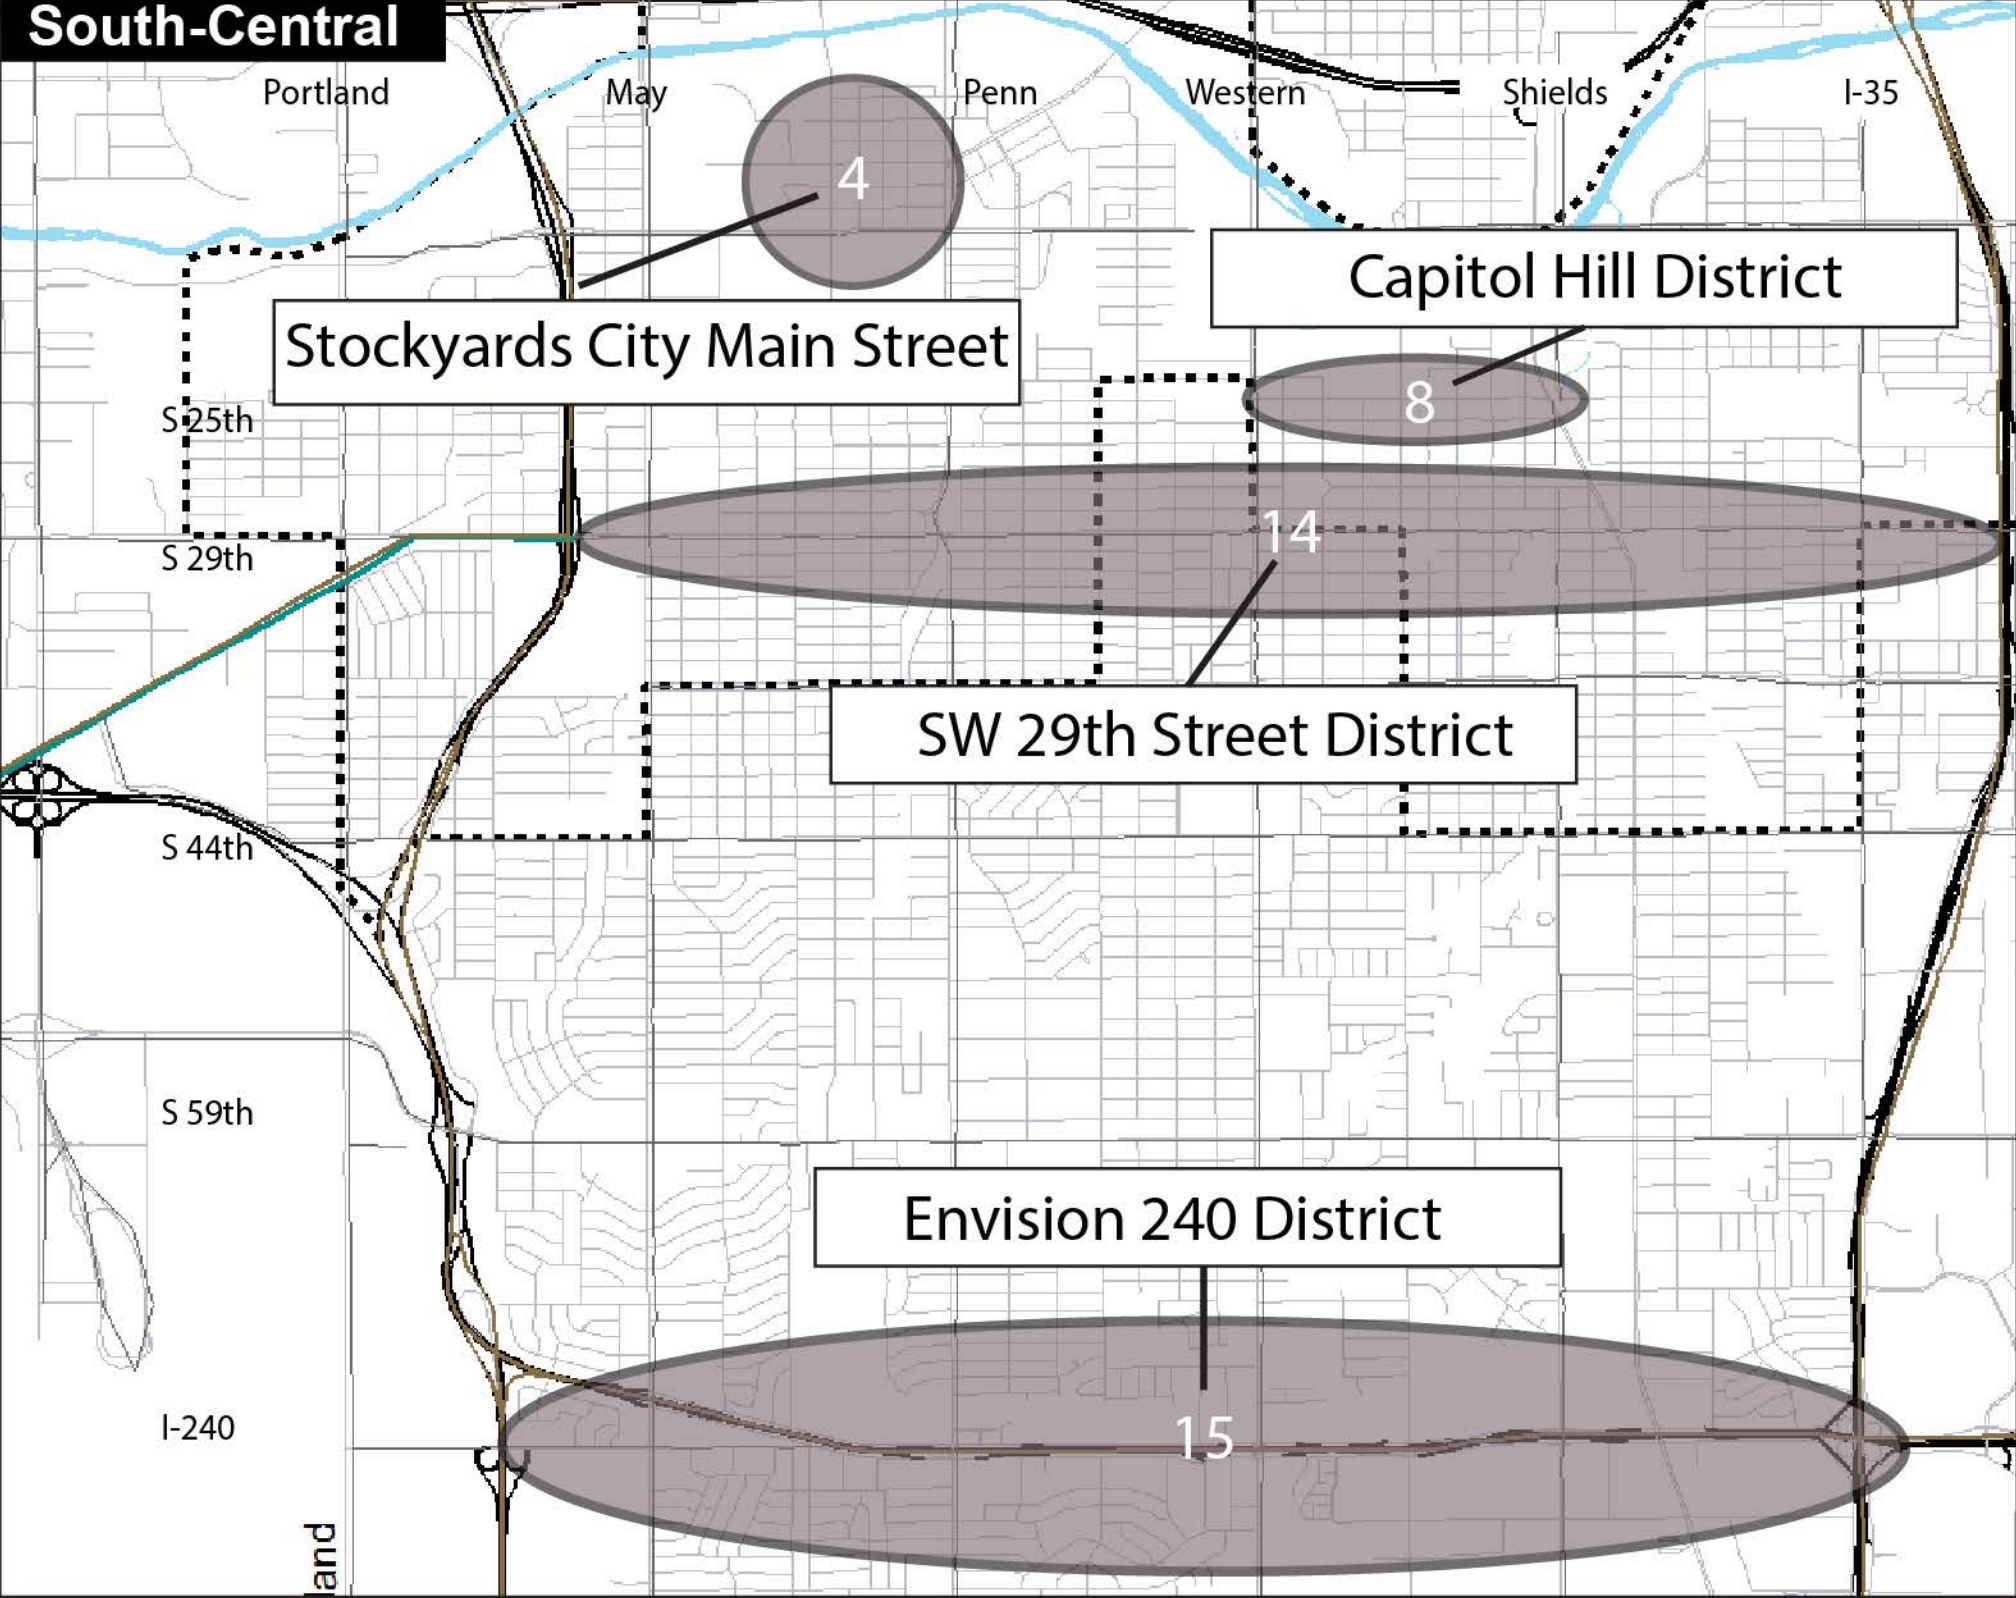 South-Central
Portland
May
Penn
Western
Shields
I-35
4
Capitol Hill District
Stockyards City Main Street
8
S 25th
14
S 29th
SW 29th Street District
S 44th
S 59th
Envision 240 District
I-240
15
land